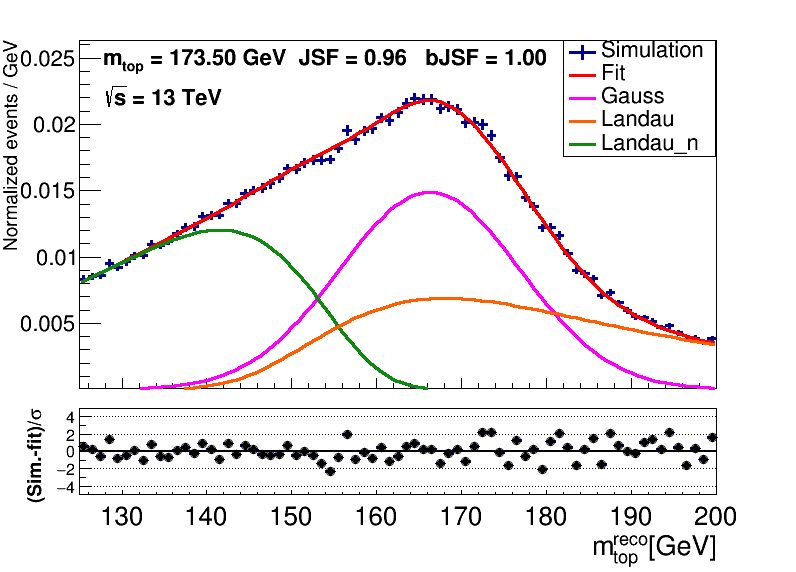 m_top = 173.50 GeV JSF = 0.96 bJSF = 1.00
√s = 13 TeV
Simulation
Fit
Gauss
Landau
Landau_n
Normalized events / GeV
0.025
0.02
0.015
0.01
0.005
(Sim.-fit)/σ
4
2
0
−2
−4
130 140 150 160 170 180 190 200
m_top^reco[GeV]